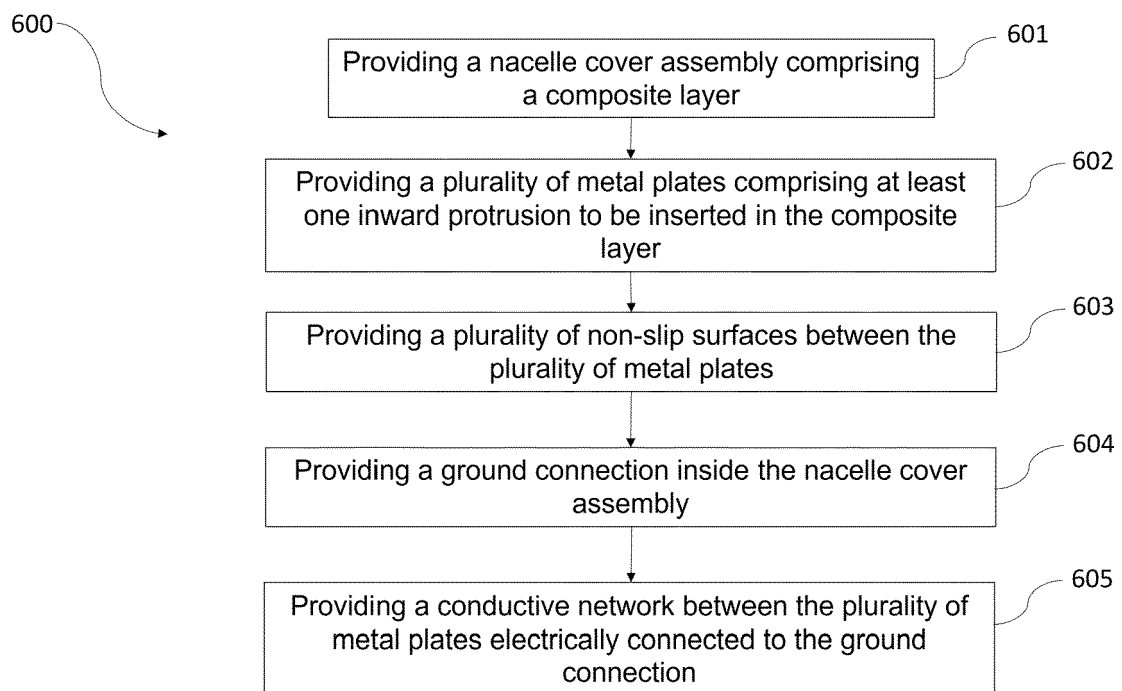 600
601
Providing a nacelle cover assembly comprising
a composite layer
602
Providing a plurality of metal plates comprising at least
one inward protrusion to be inserted in the composite
layer
603
Providing a plurality of non-slip surfaces between the
plurality of metal plates
604
Providing a ground connection inside the nacelle cover
assembly
605
Providing a conductive network between the plurality of
metal plates electrically connected to the ground
connection